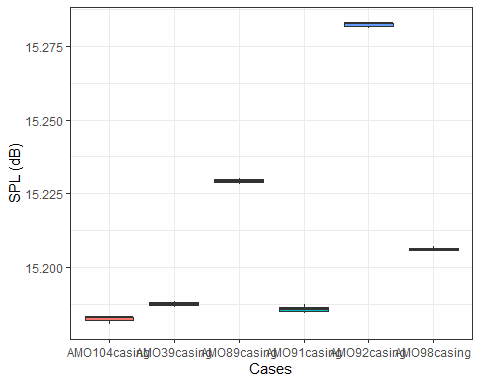 15.275
15.250
15.225
15.200
SPL (dB)
AMO104casing AMO39casing AMO89casing AMO91casing AMO92casing AMO98casing
Cases